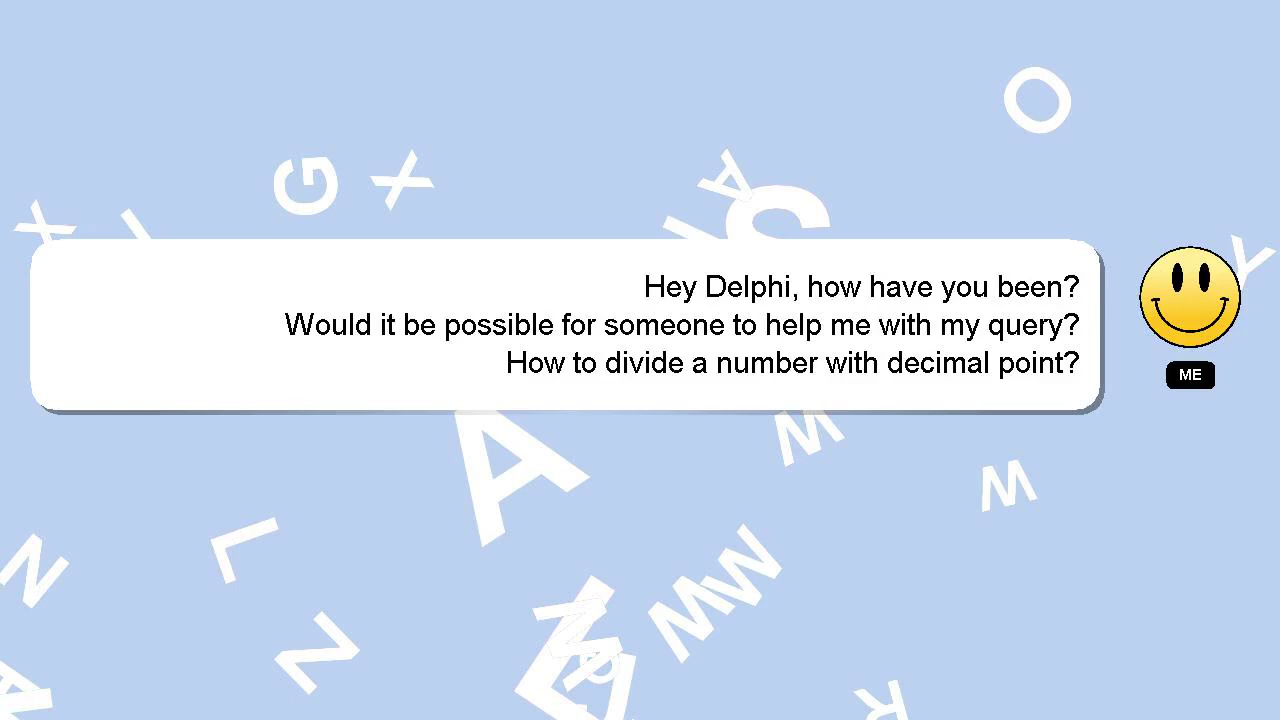 Hey Delphi, how have you been?
Would it be possible for someone to help me with my query?
How to divide a number with decimal point?
ME